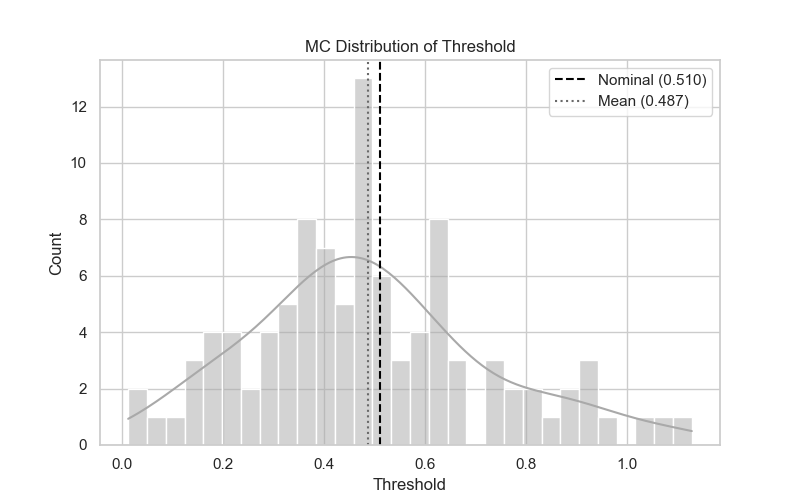 MC Distribution of Threshold
Nominal (0.510)
Mean (0.487)
Count
12
10
8
6
4
2
0
0.0 0.2 0.4 0.6 0.8 1.0
Threshold